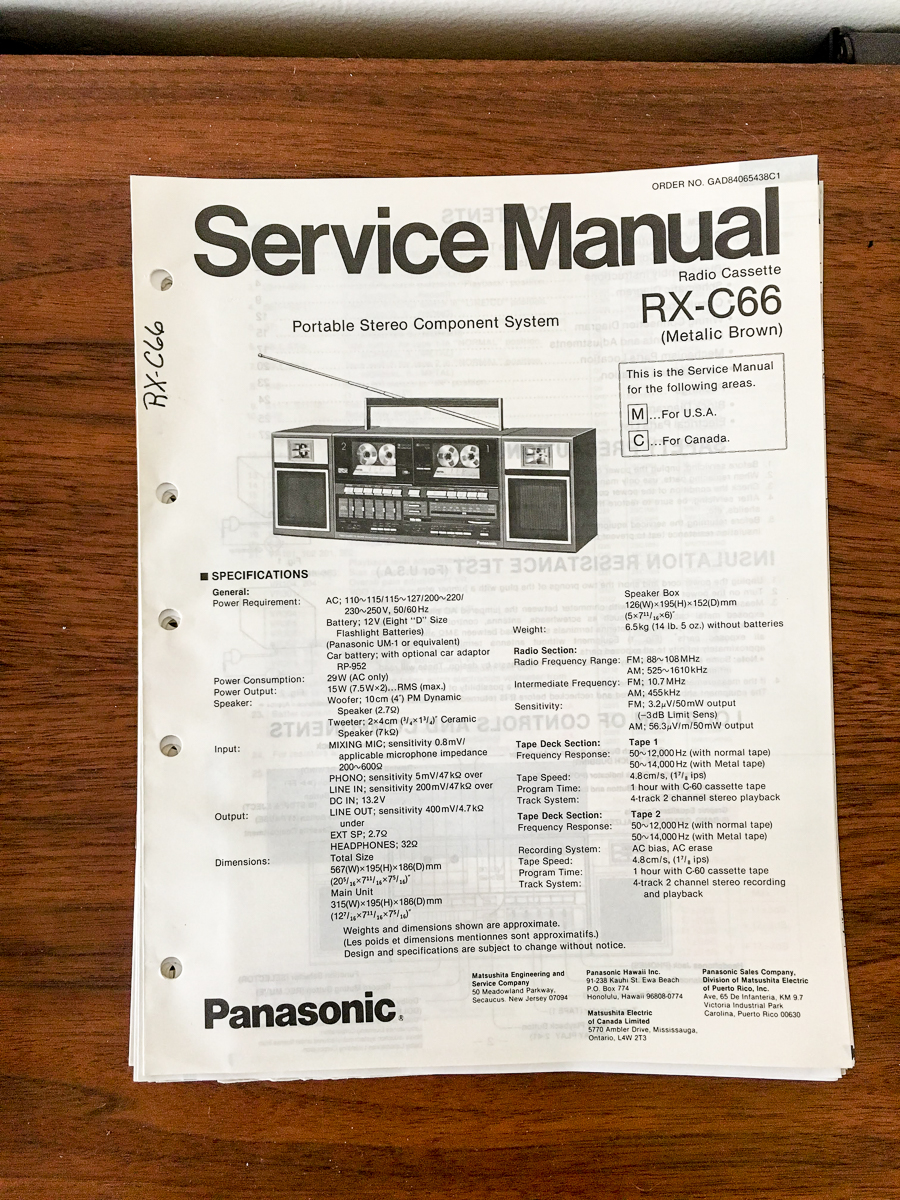 ORDER NO. GAD84065438C1
Service Manual
Radio Cassette
RX-C66
(Metalic Brown)
Portable Stereo Component System
RX-C66
This is the Service Manual
for the following areas.
M ...For U.S.A.
C ...For Canada.
2
1
Panasonic
■ SPECIFICATIONS
General:
Power Requirement: AC; 110~115/115~127/200~220/
230~250V, 50/60Hz
Battery; 12V (Eight "D" Size
Flashlight Batteries)
(Panasonic UM-1 or equivalent)
Car battery; with optional car adaptor
RP-952
Power Consumption: 29W (AC only)
Power Output: 15W (7.5W×2)...RMS (max.)
Speaker: Woofer; 10cm (4") PM Dynamic
Speaker (2.7Ω)
Tweeter; 2×4cm (3/4×13/4)" Ceramic
Speaker (7kΩ)
Input: MIXING MIC; sensitivity 0.8mV/
applicable microphone impedance
200~600Ω
PHONO; sensitivity 5mV/47kΩ over
LINE IN; sensitivity 200mV/47kΩ over
DC IN; 13.2V
Output: LINE OUT; sensitivity 400mV/4.7kΩ
under
EXT SP; 2.7Ω
HEADPHONES; 32Ω
Dimensions: Total Size
567(W)×195(H)×186(D)mm
(205/16×711/16×75/16)"
Main Unit
315(W)×195(H)×186(D)mm
(127/16×711/16×75/16)"
Speaker Box
126(W)×195(H)×152(D)mm
(5×711/16×6)"
Weight: 6.5kg (14 lb. 5 oz.) without batteries
Radio Section:
Radio Frequency Range: FM; 88~108MHz
AM; 525~1610kHz
Intermediate Frequency: FM; 10.7MHz
AM; 455kHz
Sensitivity: FM; 3.2μV/50mW output
(−3dB Limit Sens)
AM; 56.3μV/m/50mW output
Tape Deck Section: Tape 1
Frequency Response: 50~12,000Hz (with normal tape)
50~14,000Hz (with Metal tape)
Tape Speed: 4.8cm/s, (17/8 ips)
Program Time: 1 hour with C-60 cassette tape
Track System: 4-track 2 channel stereo playback
Tape Deck Section: Tape 2
Frequency Response: 50~12,000Hz (with normal tape)
50~14,000Hz (with Metal tape)
Recording System: AC bias, AC erase
Tape Speed: 4.8cm/s, (17/8 ips)
Program Time: 1 hour with C-60 cassette tape
Track System: 4-track 2 channel stereo recording
and playback
Weights and dimensions shown are approximate.
(Les poids et dimensions mentionnes sont approximatifs.)
Design and specifications are subject to change without notice.
Panasonic®
Matsushita Engineering and
Service Company
50 Meadowland Parkway,
Secaucus. New Jersey 07094
Panasonic Hawaii Inc.
91-238 Kauhi St. Ewa Beach
P.O. Box 774
Honolulu, Hawaii 96808-0774
Matsushita Electric
of Canada Limited
5770 Ambler Drive, Mississauga,
Ontario, L4W 2T3
Panasonic Sales Company,
Division of Matsushita Electric
of Puerto Rico, Inc.
Ave, 65 De Infanteria, KM 9.7
Victoria Industrial Park
Carolina, Puerto Rico 00630